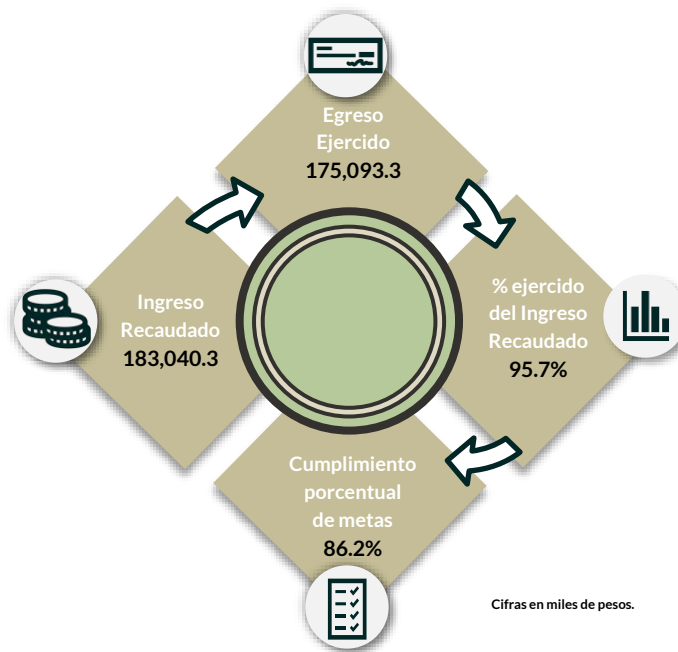 Egreso
Ejercido
175,093.3
Ingreso
Recaudado
183,040.3
% ejercido
del Ingreso
Recaudado
95.7%
Cumplimiento
porcentual
de metas
86.2%
Cifras en miles de pesos.